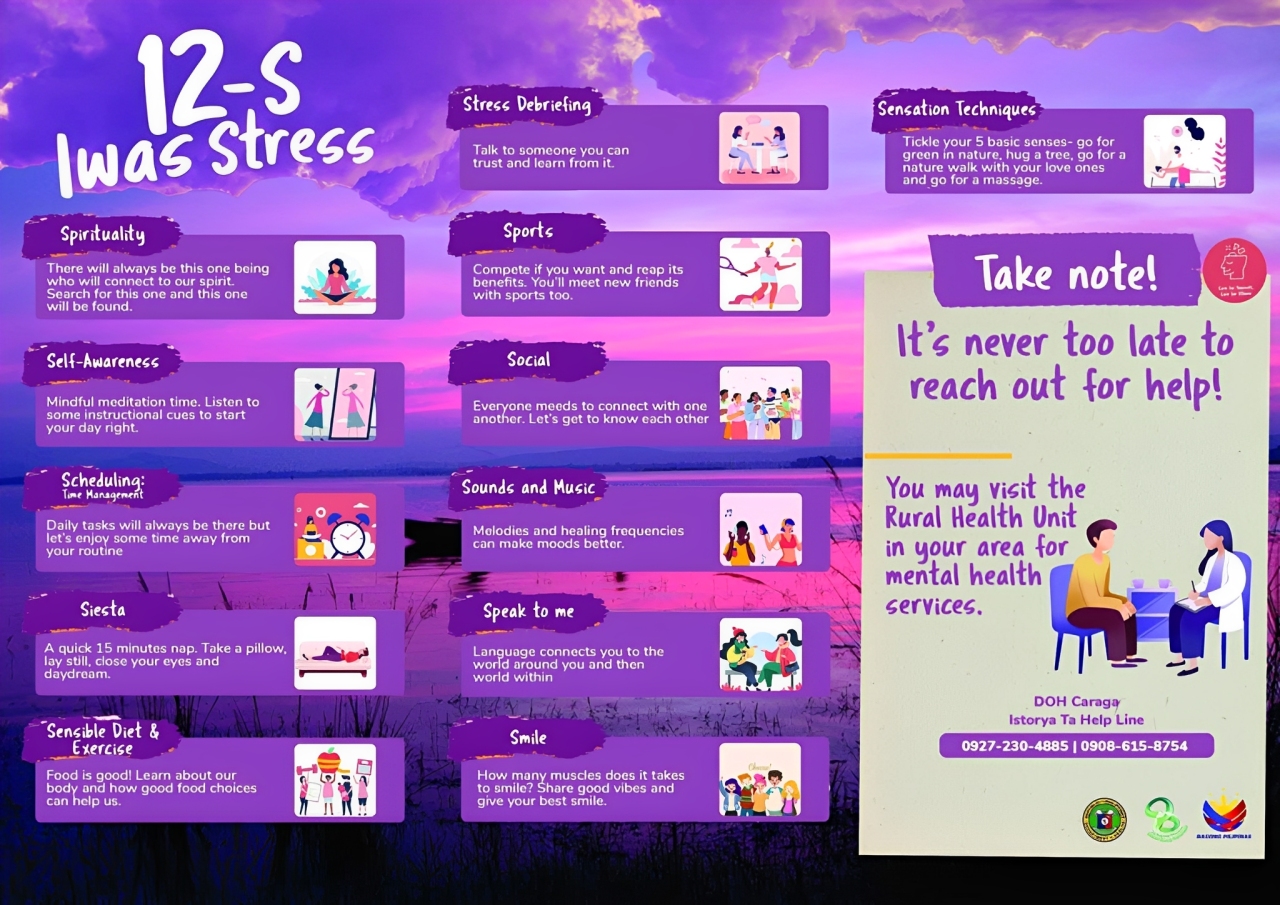 12-S
Iwas Stress
Spirituality
There will always be this one being
who will connect to our spirit.
Search for this one and this one
will be found.
Self-Awareness
Mindful meditation time. Listen to
some instructional cues to start
your day right.
Scheduling:
Time Management
Daily tasks will always be there but
let's enjoy some time away from
your routine
Siesta
A quick 15 minutes nap. Take a pillow,
lay still, close your eyes and
daydream.
Sensible Diet &
Exercise
Food is good! Learn about our
body and how good food choices
can help us.
Stress Debriefing
Talk to someone you can
trust and learn from it.
Sports
Compete if you want and reap its
benefits. You'll meet new friends
with sports too.
Social
Everyone needs to connect with one
another. Let's get to know each other
Sounds and Music
Melodies and healing frequencies
can make moods better.
Speak to me
Language connects you to the
world around you and then
world within
Smile
How many muscles does it takes
to smile? Share good vibes and
give your best smile.
Cheese!
Sensation Techniques
Tickle your 5 basic senses- go for
green in nature, hug a tree, go for a
nature walk with your love ones
and go for a massage.
Take note!
Care for Yourself,
Care for Others
It's never too late to
reach out for help!
You may visit the
Rural Health Unit
in your area for
mental health
services.
DOH Caraga
Istorya Ta Help Line
0927-230-4885 | 0908-615-8754
BAGONG PILIPINAS